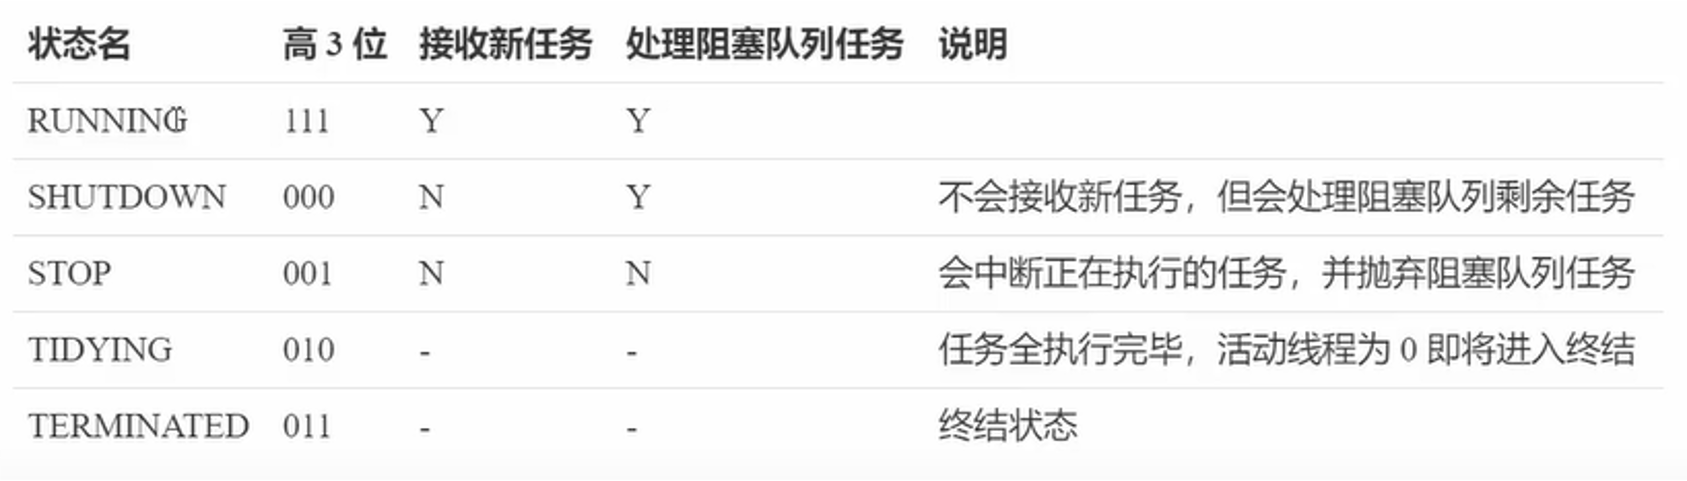 状态名 高 3 位 接收新任务 处理阻塞队列任务 说明
RUNNING 111 Y Y
SHUTDOWN 000 N Y 不会接收新任务，但会处理阻塞队列剩余任务
STOP 001 N N 会中断正在执行的任务，并抛弃阻塞队列任务
TIDYING 010 - - 任务全执行完毕，活动线程为 0 即将进入终结
TERMINATED 011 - - 终结状态